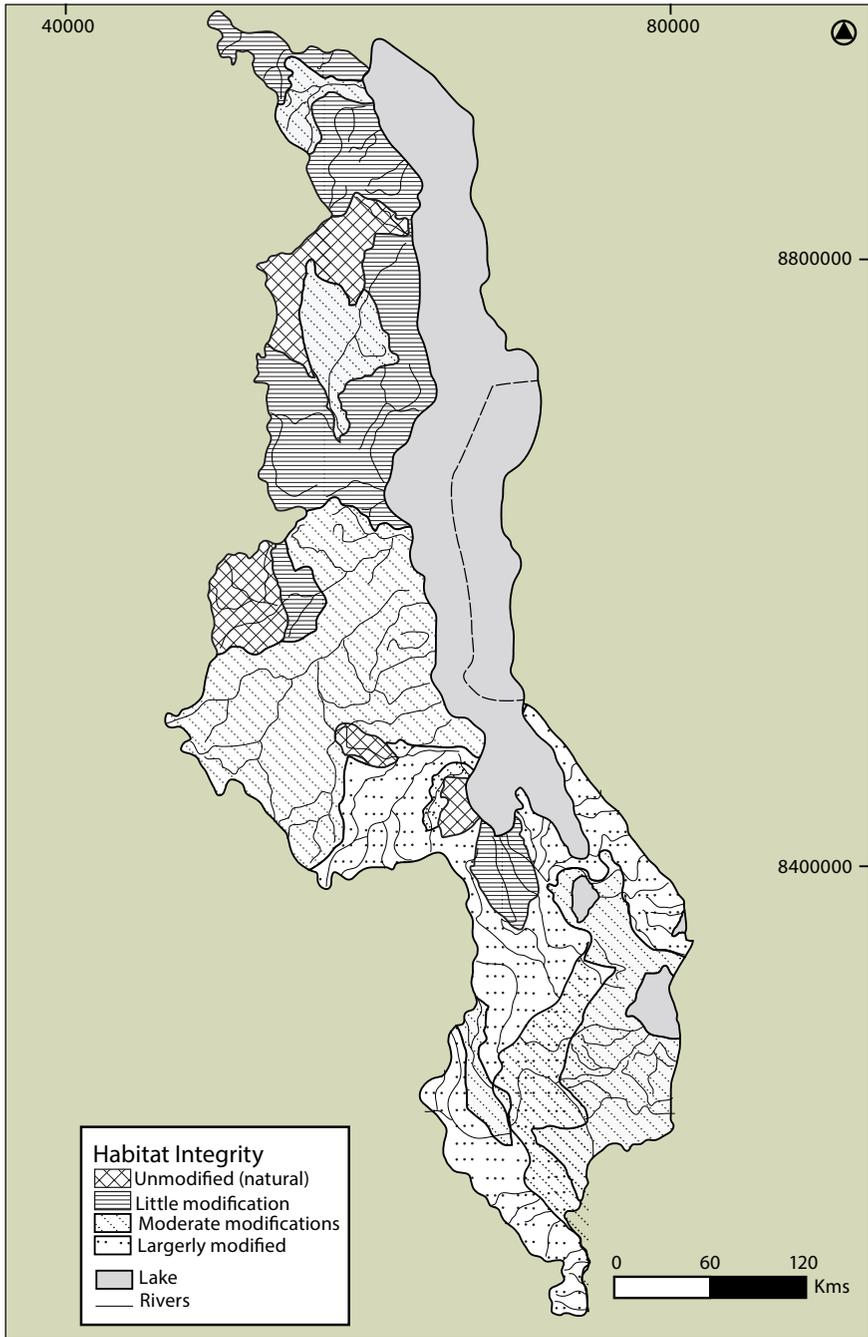 40000
80000
8800000
8400000
Habitat Integrity
Unmodified (natural)
Little modification
Moderate modifications
Largerly modified
Lake
Rivers
0 60 120
Kms